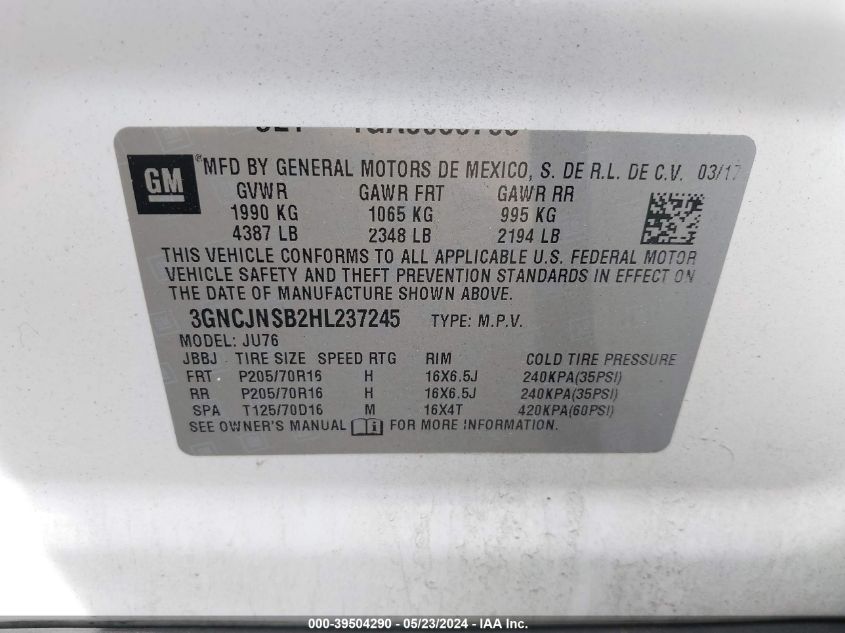 GM
®MFD BY GENERAL MOTORS DE MEXICO, S. DE R.L. DE C.V. 03/17
GVWR GAWR FRT GAWR RR
1990 KG 1065 KG 995 KG
4387 LB 2348 LB 2194 LB
THIS VEHICLE CONFORMS TO ALL APPLICABLE U.S. FEDERAL MOTOR
VEHICLE SAFETY AND THEFT PREVENTION STANDARDS IN EFFECT ON
THE DATE OF MANUFACTURE SHOWN ABOVE.
3GNCJNSB2HL237245 TYPE: M.P.V.
MODEL: JU76
JBBJ TIRE SIZE SPEED RTG RIM COLD TIRE PRESSURE
FRT P205/70R16 H 16X6.5J 240KPA(35PSI)
RR P205/70R16 H 16X6.5J 240KPA(35PSI)
SPA T125/70D16 M 16X4T 420KPA(60PSI)
SEE OWNER'S MANUAL FOR MORE INFORMATION.
000-39504290 - 05/23/2024 - IAA Inc.